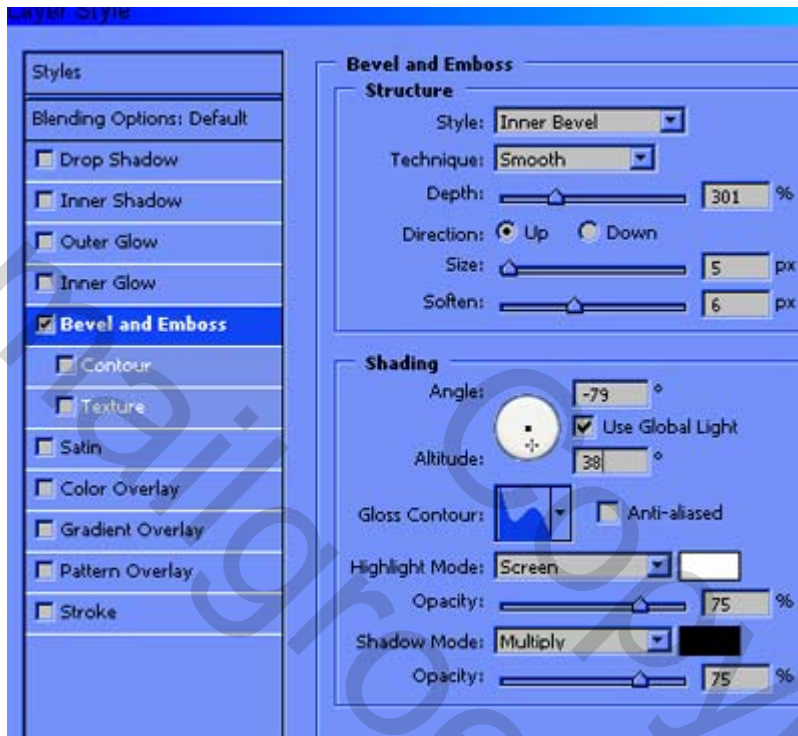 Layer Style
Styles
Blending Options: Default
Drop Shadow
Inner Shadow
Outer Glow
Inner Glow
Bevel and Emboss
Contour
Texture
Satin
Color Overlay
Gradient Overlay
Pattern Overlay
Stroke
Bevel and Emboss
Structure
Style: Inner Bevel
Technique: Smooth
Depth: 301 %
Direction: Up Down
Size: 5 px
Soften: 6 px
Shading
Angle: -79 °
Use Global Light
Altitude: 38 °
Gloss Contour: Anti-aliased
Highlight Mode: Screen
Opacity: 75 %
Shadow Mode: Multiply
Opacity: 75 %